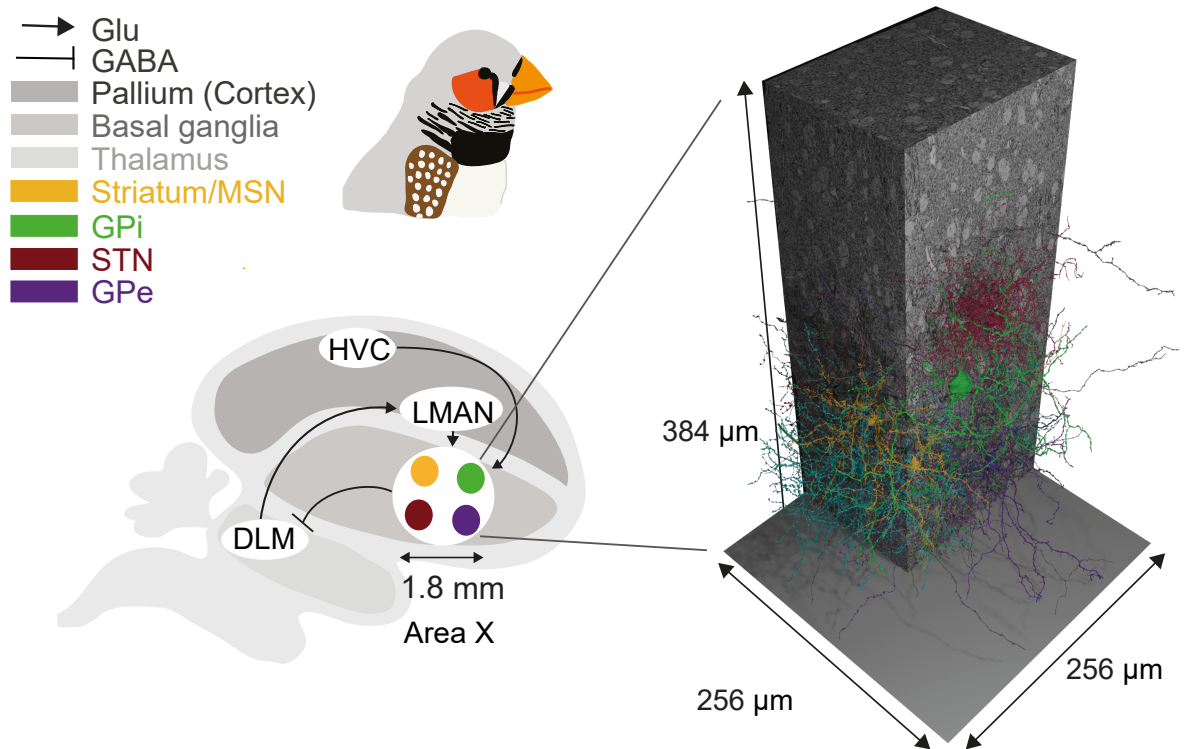 Glu
GABA
Pallium (Cortex)
Basal ganglia
Thalamus
Striatum/MSN
GPi
STN
GPe
HVC
LMAN
DLM
1.8 mm
Area X
384 µm
256 µm
256 µm